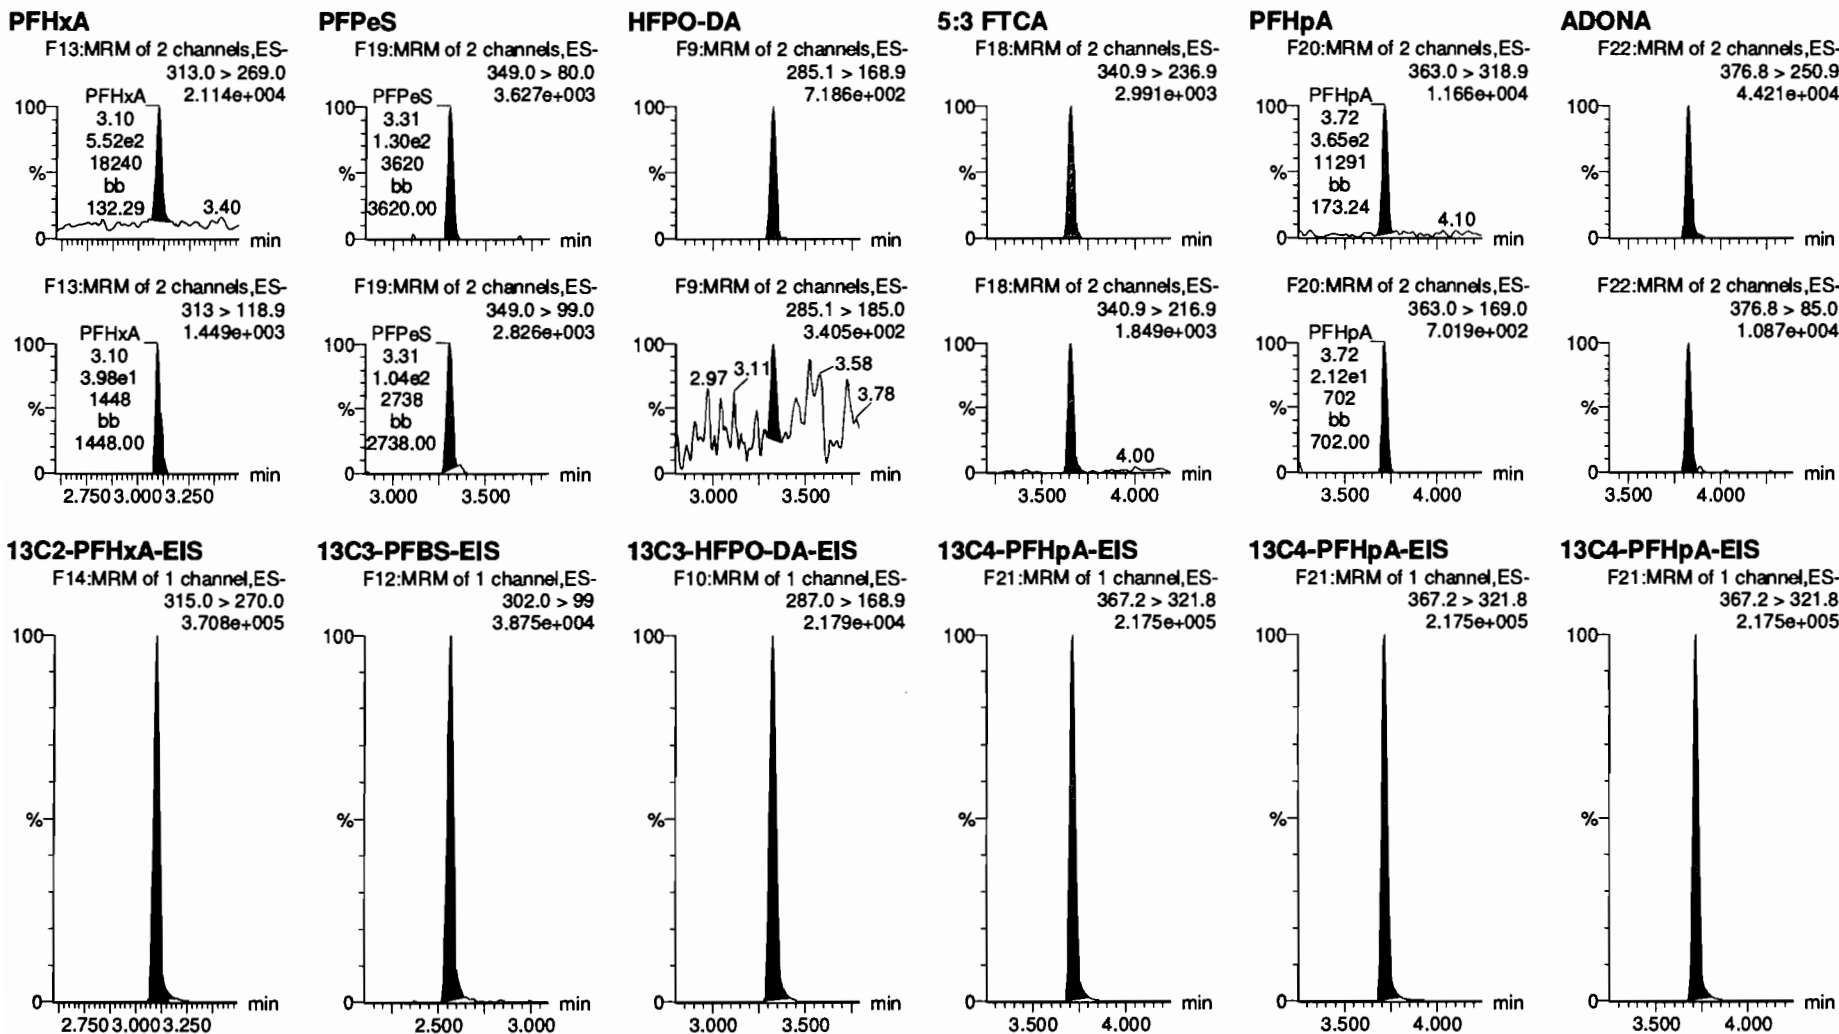 PFHxA
F13:MRM of 2 channels,ES-
313.0 > 269.0
2.114e+004
100
PFHxA
3.10
5.52e2
18240
bb
132.29
3.40
%
0
min
F13:MRM of 2 channels,ES-
313 > 118.9
1.449e+003
100
PFHxA
3.10
3.98e1
1448
bb
1448.00
%
0
min
2.750 3.000 3.250
PFPeS
F19:MRM of 2 channels,ES-
349.0 > 80.0
3.627e+003
100
PFPeS
3.31
1.30e2
3620
bb
3620.00
%
0
min
F19:MRM of 2 channels,ES-
349.0 > 99.0
2.826e+003
100
PFPeS
3.31
1.04e2
2738
bb
2738.00
%
0
min
3.000 3.500
HFPO-DA
F9:MRM of 2 channels,ES-
285.1 > 168.9
7.186e+002
100
%
0
min
F9:MRM of 2 channels,ES-
285.1 > 185.0
3.405e+002
100
2.97
3.11
3.58
3.78
%
0
min
3.000 3.500
5:3 FTCA
F18:MRM of 2 channels,ES-
340.9 > 236.9
2.991e+003
100
%
0
min
F18:MRM of 2 channels,ES-
340.9 > 216.9
1.849e+003
100
%
4.00
0
min
3.500 4.000
PFHpA
F20:MRM of 2 channels,ES-
363.0 > 318.9
1.166e+004
100
PFHpA
3.72
3.65e2
11291
bb
173.24
4.10
%
0
min
F20:MRM of 2 channels,ES-
363.0 > 169.0
7.019e+002
100
PFHpA
3.72
2.12e1
702
bb
702.00
%
0
min
3.500 4.000
ADONA
F22:MRM of 2 channels,ES-
376.8 > 250.9
4.421e+004
100
%
0
min
F22:MRM of 2 channels,ES-
376.8 > 85.0
1.087e+004
100
%
0
min
3.500 4.000
13C2-PFHxA-EIS
F14:MRM of 1 channel,ES-
315.0 > 270.0
3.708e+005
100
%
0
min
2.750 3.000 3.250
13C3-PFBS-EIS
F12:MRM of 1 channel,ES-
302.0 > 99
3.875e+004
100
%
0
min
2.500 3.000
13C3-HFPO-DA-EIS
F10:MRM of 1 channel,ES-
287.0 > 168.9
2.179e+004
100
%
0
min
3.000 3.500
13C4-PFHpA-EIS
F21:MRM of 1 channel,ES-
367.2 > 321.8
2.175e+005
100
%
0
min
3.500 4.000
13C4-PFHpA-EIS
F21:MRM of 1 channel,ES-
367.2 > 321.8
2.175e+005
100
%
0
min
3.500 4.000
13C4-PFHpA-EIS
F21:MRM of 1 channel,ES-
367.2 > 321.8
2.175e+005
100
%
0
min
3.500 4.000